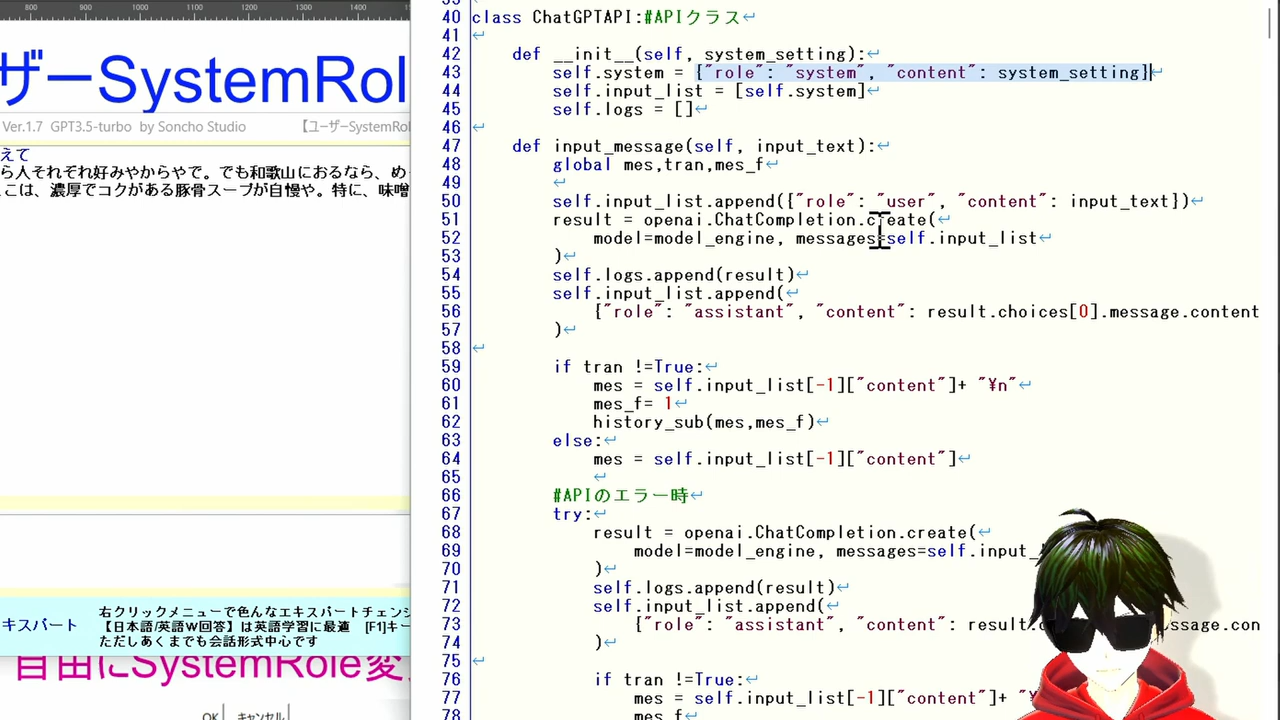 800 900 1000 1100 1200 1300 1400
ザーSystemRol
Ver.1.7 GPT3.5-turbo by Soncho Studio 【ユーザーSystemRol
えて
ら人それぞれ好みやからやで。でも和歌山におるなら、め
こは、濃厚でコクがある豚骨スープが自慢や。特に、味噌
キスパート
右クリックメニューで色んなエキスパートチェンジ
【日本語/英語W回答】は英語学習に最適 [F1]キー
ただしあくまでも会話形式中心です
自由にSystemRole変
OK キャンセル
40 class ChatGPTAPI:#APIクラス
41
42 def __init__(self, system_setting):
43 self.system = {"role": "system", "content": system_setting}
44 self.input_list = [self.system]
45 self.logs = []
46
47 def input_message(self, input_text):
48 global mes,tran,mes_f
49
50 self.input_list.append({"role": "user", "content": input_text})
51 result = openai.ChatCompletion.create(
52 model=model_engine, messages=self.input_list
53 )
54 self.logs.append(result)
55 self.input_list.append(
56 {"role": "assistant", "content": result.choices[0].message.content
57 )
58
59 if tran !=True:
60 mes = self.input_list[-1]["content"]+ "¥n"
61 mes_f= 1
62 history_sub(mes,mes_f)
63 else:
64 mes = self.input_list[-1]["content"]
65
66 #APIのエラー時
67 try:
68 result = openai.ChatCompletion.create(
69 model=model_engine, messages=self.input_
70 )
71 self.logs.append(result)
72 self.input_list.append(
73 {"role": "assistant", "content": result. ssage.con
74 )
75
76 if tran !=True:
77 mes = self.input_list[-1]["content"]+ "¥
78 mes_f